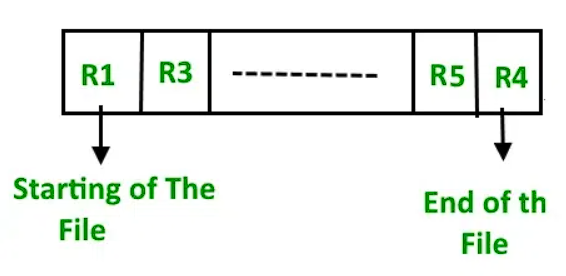 R1 R3 ---------- R5 R4
Starting of The
File
End of th
File